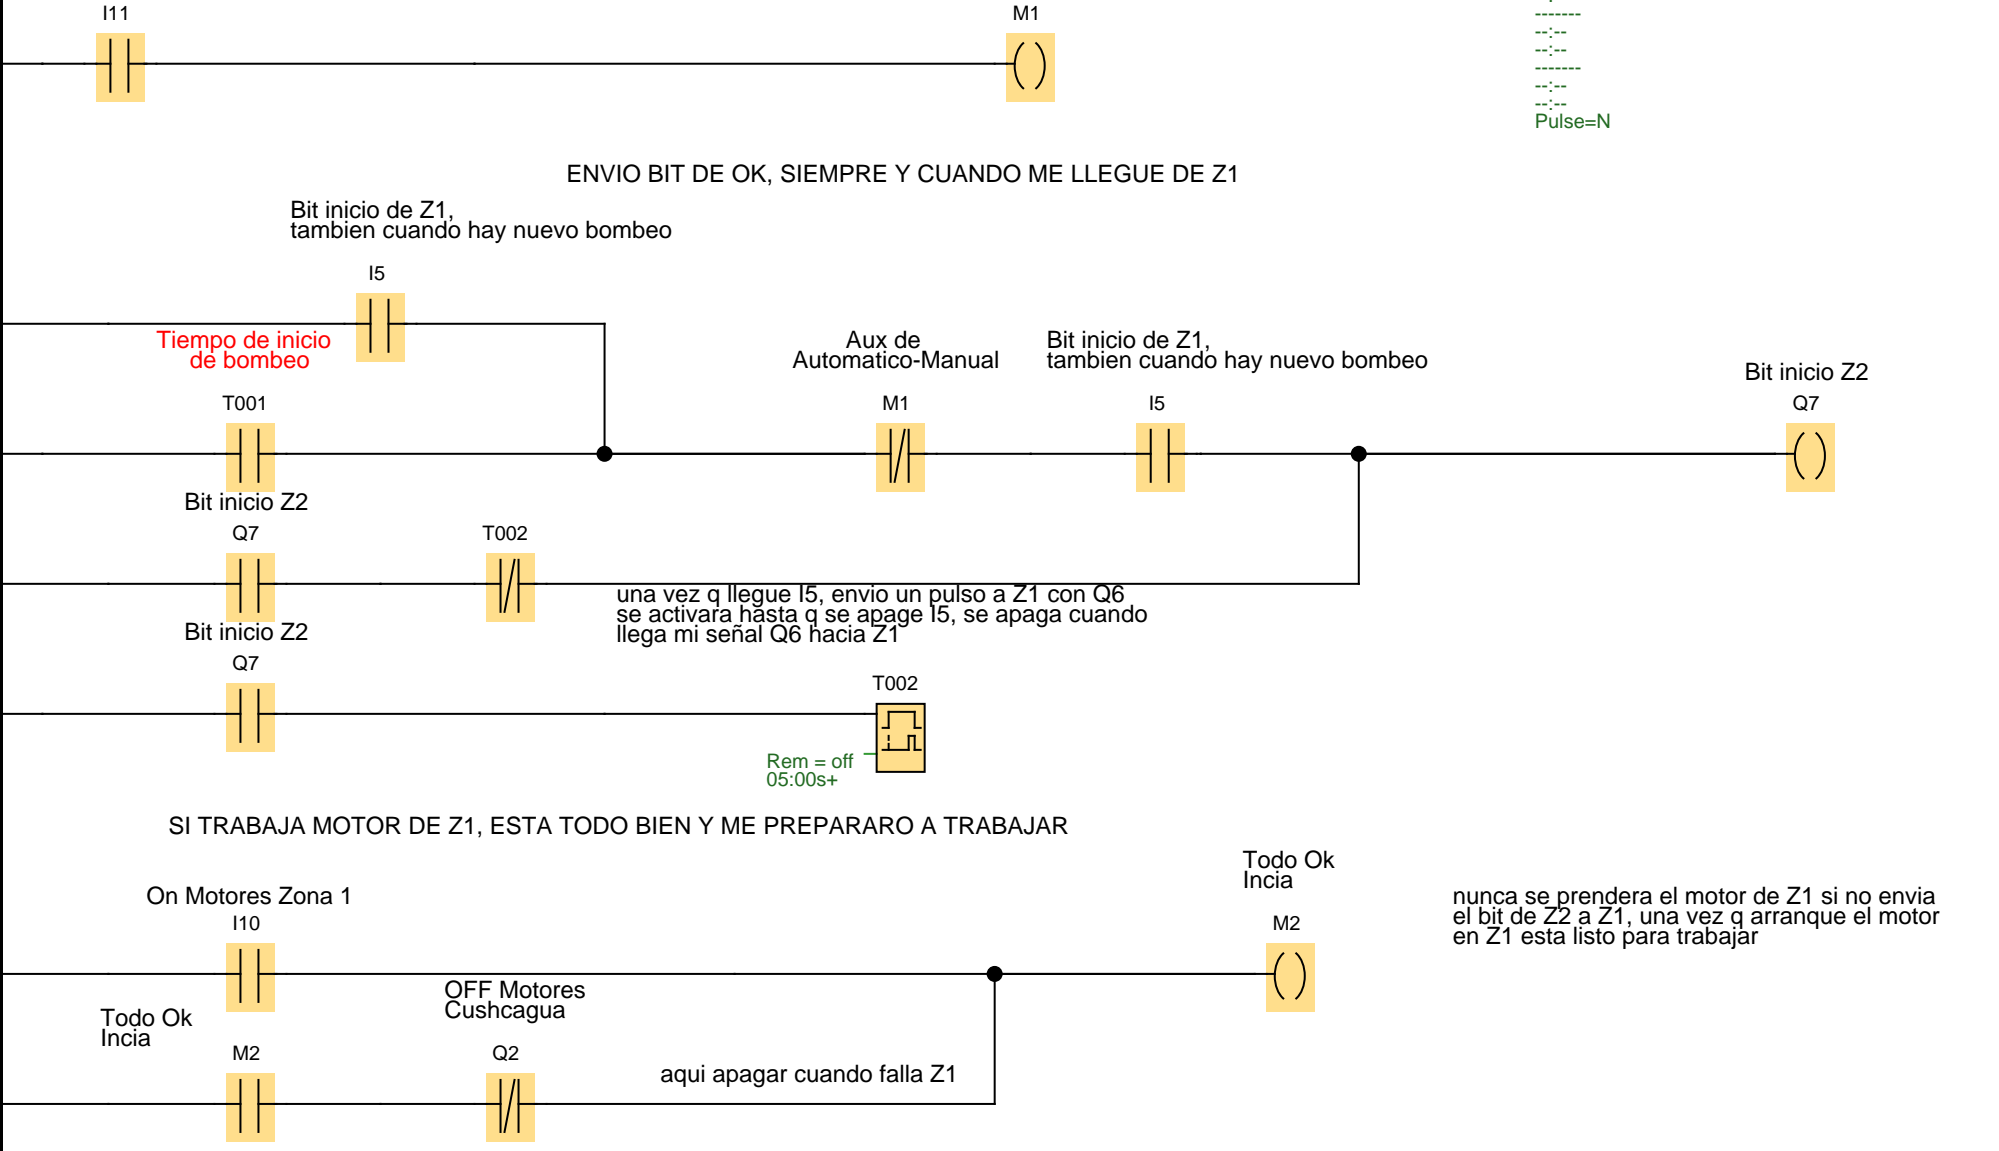 I11
M1
-------
--:--
--:--
-------
--:--
--:--
Pulse=N
ENVIO BIT DE OK, SIEMPRE Y CUANDO ME LLEGUE DE Z1
Bit inicio de Z1,
tambien cuando hay nuevo bombeo
I5
Tiempo de inicio
de bombeo
Aux de
Automatico-Manual
Bit inicio de Z1,
tambien cuando hay nuevo bombeo
Bit inicio Z2
T001
M1
I5
Q7
Bit inicio Z2
Q7
T002
una vez q llegue I5, envio un pulso a Z1 con Q6
se activara hasta q se apage I5, se apaga cuando
llega mi señal Q6 hacia Z1
Bit inicio Z2
Q7
T002
Rem = off
05:00s+
SI TRABAJA MOTOR DE Z1, ESTA TODO BIEN Y ME PREPARARO A TRABAJAR
Todo Ok
Incia
On Motores Zona 1
I10
M2
nunca se prendera el motor de Z1 si no envia
el bit de Z2 a Z1, una vez q arranque el motor
en Z1 esta listo para trabajar
OFF Motores
Cushcagua
Todo Ok
Incia
M2
Q2
aqui apagar cuando falla Z1